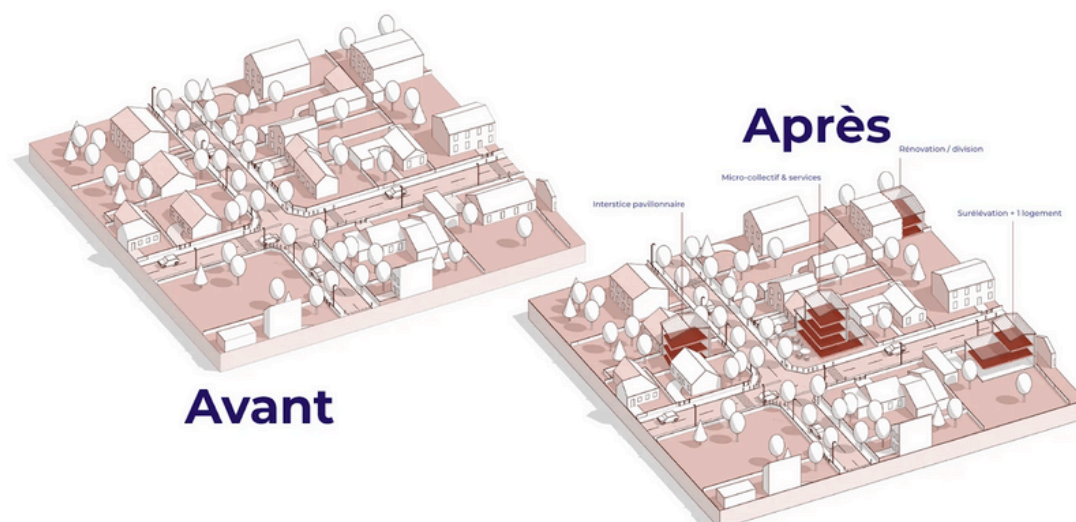 Avant
Après
Rénovation / division
Micro-collectif & services
Interstice pavillonnaire
Surélévation + 1 logement